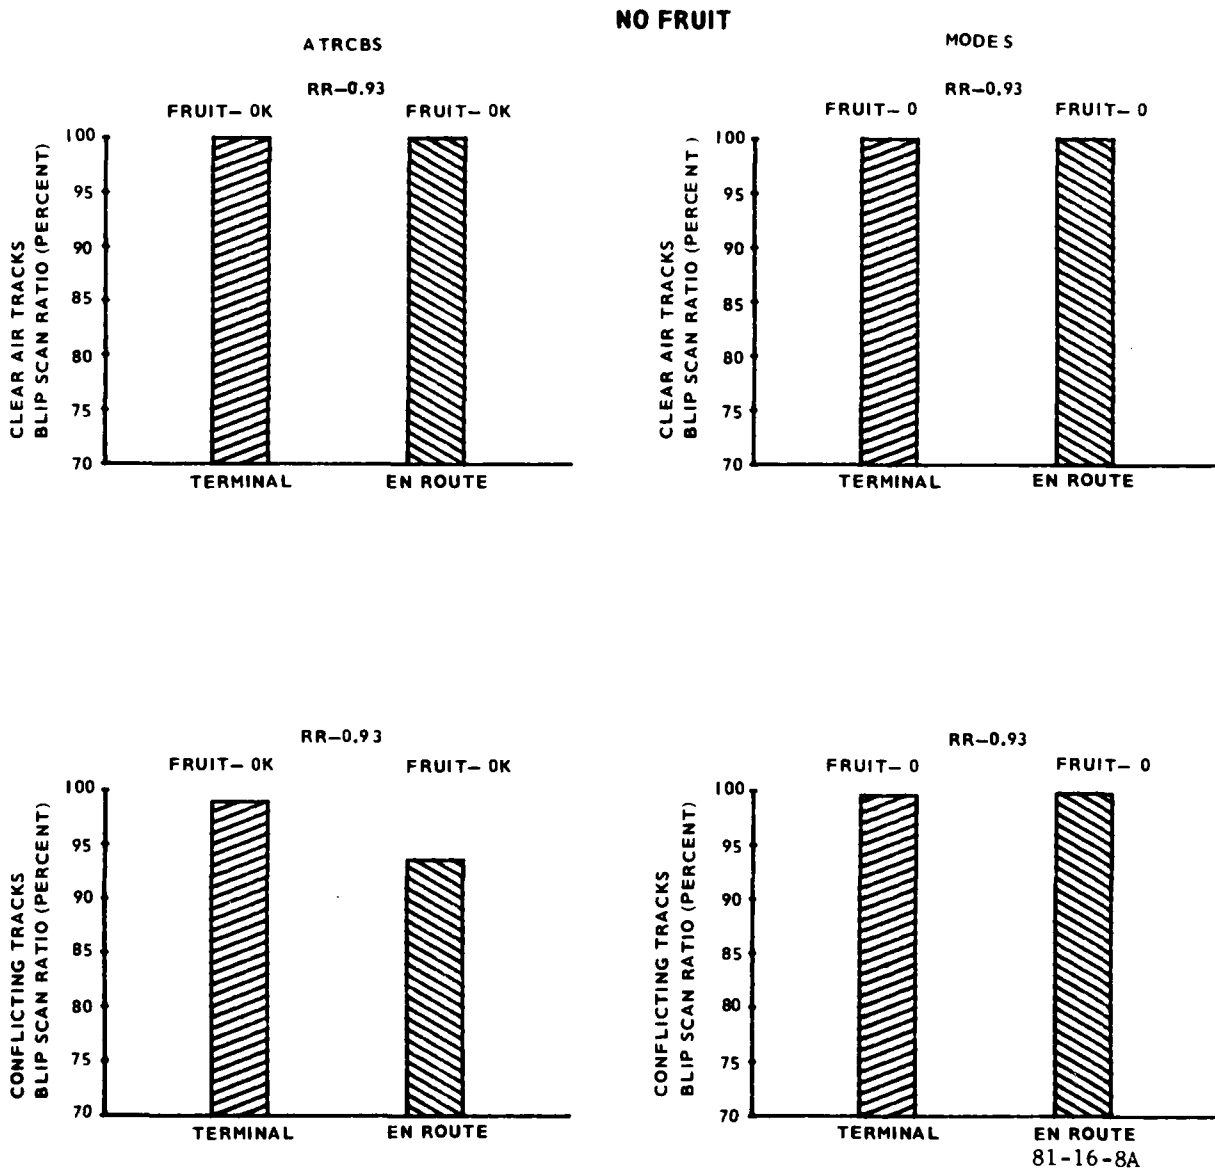 NO FRUIT
ATRCBS
RR-0.93
FRUIT- 0K FRUIT- 0K
CLEAR AIR TRACKS
BLIP SCAN RATIO (PERCENT)
100
95
90
85
80
75
70
TERMINAL EN ROUTE
MODES
RR-0.93
FRUIT- 0 FRUIT- 0
CLEAR AIR TRACKS
BLIP SCAN RATIO (PERCENT)
100
95
90
85
80
75
70
TERMINAL EN ROUTE
RR-0.93
FRUIT- 0K FRUIT- 0K
CONFLICTING TRACKS
BLIP SCAN RATIO (PERCENT)
100
95
90
85
80
75
70
TERMINAL EN ROUTE
RR-0.93
FRUIT- 0 FRUIT- 0
CONFLICTING TRACKS
BLIP SCAN RATIO (PERCENT)
100
95
90
85
80
75
70
TERMINAL EN ROUTE
81-16-8A